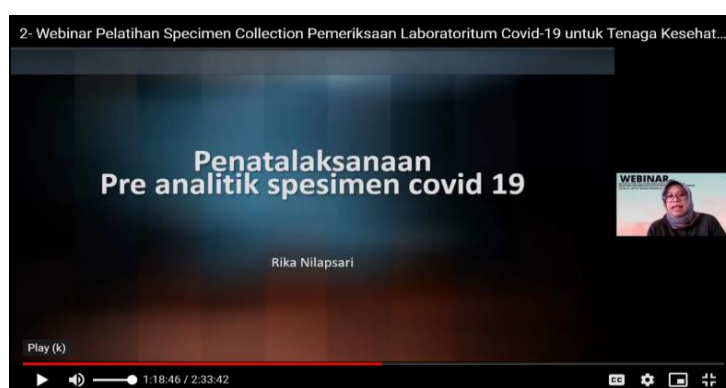 2- Webinar Pelatihan Specimen Collection Pemeriksaan Laboratoritum Covid-19 untuk Tenaga Kesehat...
Penatalaksanaan
Pre analitik spesimen covid 19
Rika Nilapsari
WEBINAR
Play (k)
1:18:46 / 2:33:42
CC